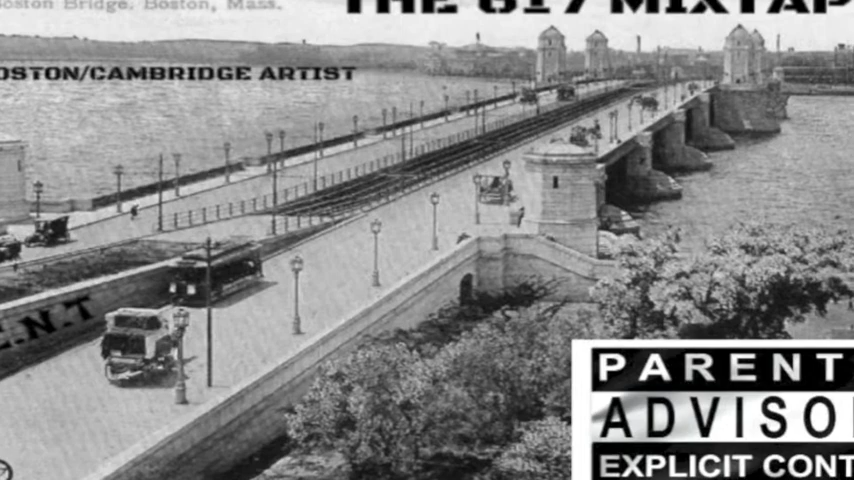 Boston Bridge. Boston, Mass.
THE 617 MIXTAP
OSTON/CAMBRIDGE ARTIST
E.N.T
PARENT
ADVISO
EXPLICIT CONT